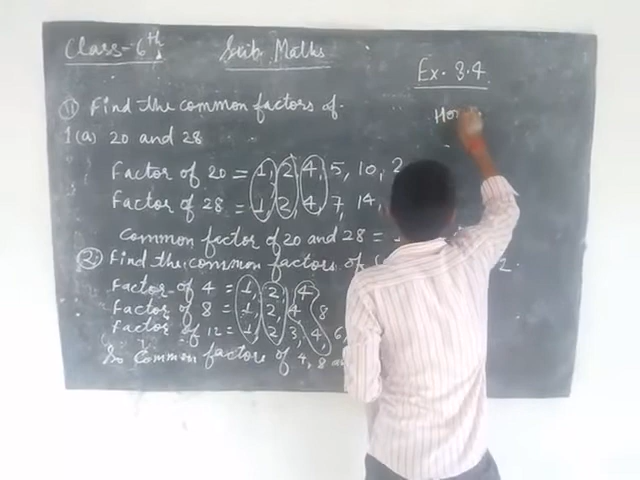 Class-6th Sub Maths
Ex. 3.4
Ho
(1) Find the common factors of.
1(a) 20 and 28
Factor of 20 = 1, 2, 4, 5, 10, 2
Factor of 28 = 1, 2, 4, 7, 14,
Common factor of 20 and 28 =
(2) Find the common factors of
Factor of 4 = 1, 2, 4
Factor of 8 = 1, 2, 4, 8
Factor of 12 = 1, 2, 3, 4, 6,
So Common factors of 4, 8